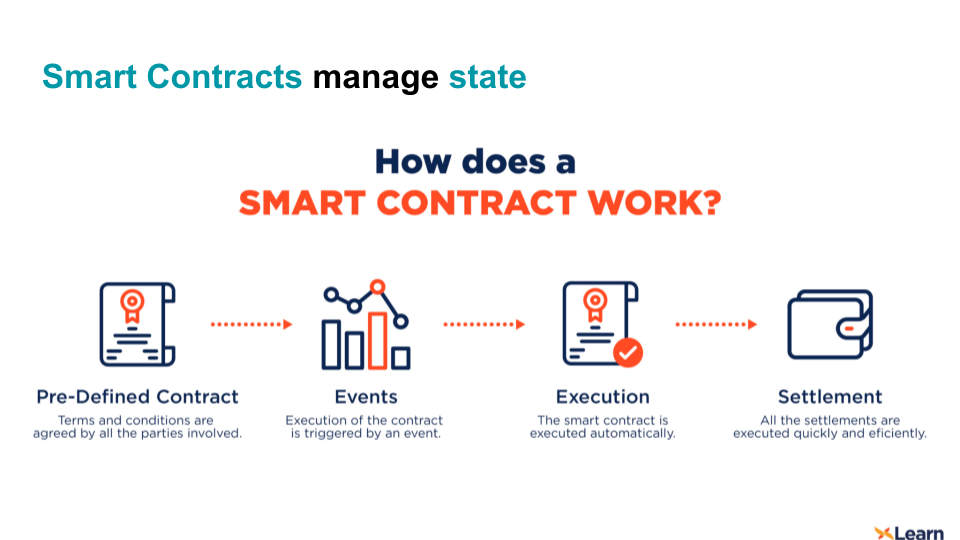 Smart Contracts manage state
How does a
SMART CONTRACT WORK?
Pre-Defined Contract
Terms and conditions are
agreed by all the parties involved.
Events
Execution of the contract
is triggered by an event.
Execution
The smart contract is
executed automatically.
Settlement
All the settlements are
executed quickly and eficiently.
xLearn